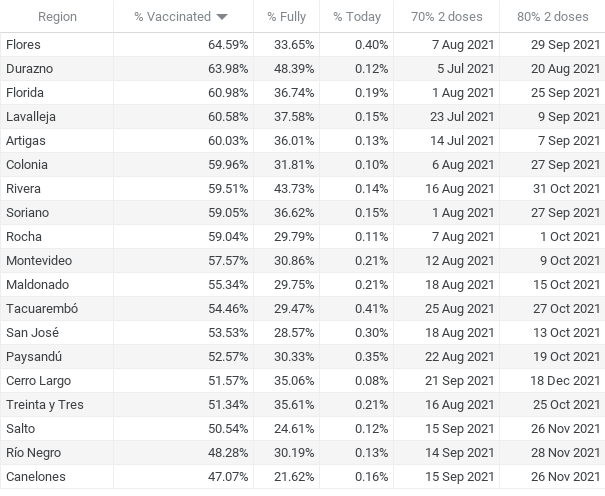 Region % Vaccinated % Fully % Today 70% 2 doses 80% 2 doses
Flores 64.59% 33.65% 0.40% 7 Aug 2021 29 Sep 2021
Durazno 63.98% 48.39% 0.12% 5 Jul 2021 20 Aug 2021
Florida 60.98% 36.74% 0.19% 1 Aug 2021 25 Sep 2021
Lavalleja 60.58% 37.58% 0.15% 23 Jul 2021 9 Sep 2021
Artigas 60.03% 36.01% 0.13% 14 Jul 2021 7 Sep 2021
Colonia 59.96% 31.81% 0.10% 6 Aug 2021 27 Sep 2021
Rivera 59.51% 43.73% 0.14% 16 Aug 2021 31 Oct 2021
Soriano 59.05% 36.62% 0.15% 1 Aug 2021 27 Sep 2021
Rocha 59.04% 29.79% 0.11% 7 Aug 2021 1 Oct 2021
Montevideo 57.57% 30.86% 0.21% 12 Aug 2021 9 Oct 2021
Maldonado 55.34% 29.75% 0.21% 18 Aug 2021 15 Oct 2021
Tacuarembó 54.46% 29.47% 0.41% 25 Aug 2021 27 Oct 2021
San José 53.53% 28.57% 0.30% 18 Aug 2021 13 Oct 2021
Paysandú 52.57% 30.33% 0.35% 22 Aug 2021 19 Oct 2021
Cerro Largo 51.57% 35.06% 0.08% 21 Sep 2021 18 Dec 2021
Treinta y Tres 51.34% 35.61% 0.21% 16 Aug 2021 25 Oct 2021
Salto 50.54% 24.61% 0.12% 15 Sep 2021 26 Nov 2021
Río Negro 48.28% 30.19% 0.13% 14 Sep 2021 28 Nov 2021
Canelones 47.07% 21.62% 0.16% 15 Sep 2021 26 Nov 2021